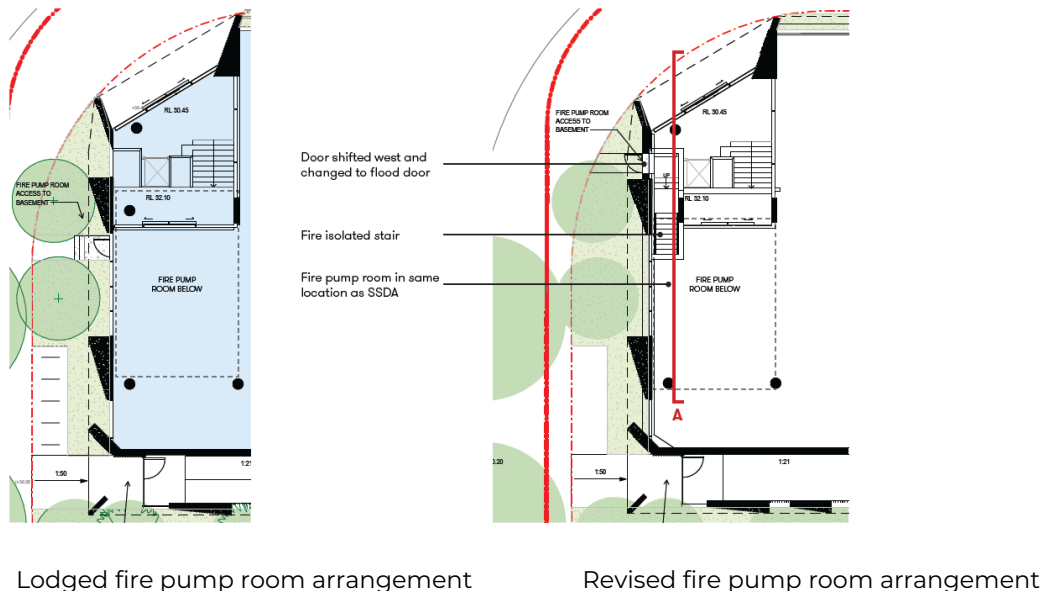 RL 30.45
FIRE PUMP ROOM
ACCESS TO
BASEMENT
RL 32.10
FIRE PUMP
ROOM BELOW
1:50
1:21
Door shifted west and
changed to flood door
Fire isolated stair
Fire pump room in same
location as SSDA
FIRE PUMP ROOM
ACCESS TO
BASEMENT
RL 30.45
UP
RL 32.10
FIRE PUMP
ROOM BELOW
A
1:50
1:21
Lodged fire pump room arrangement
Revised fire pump room arrangement